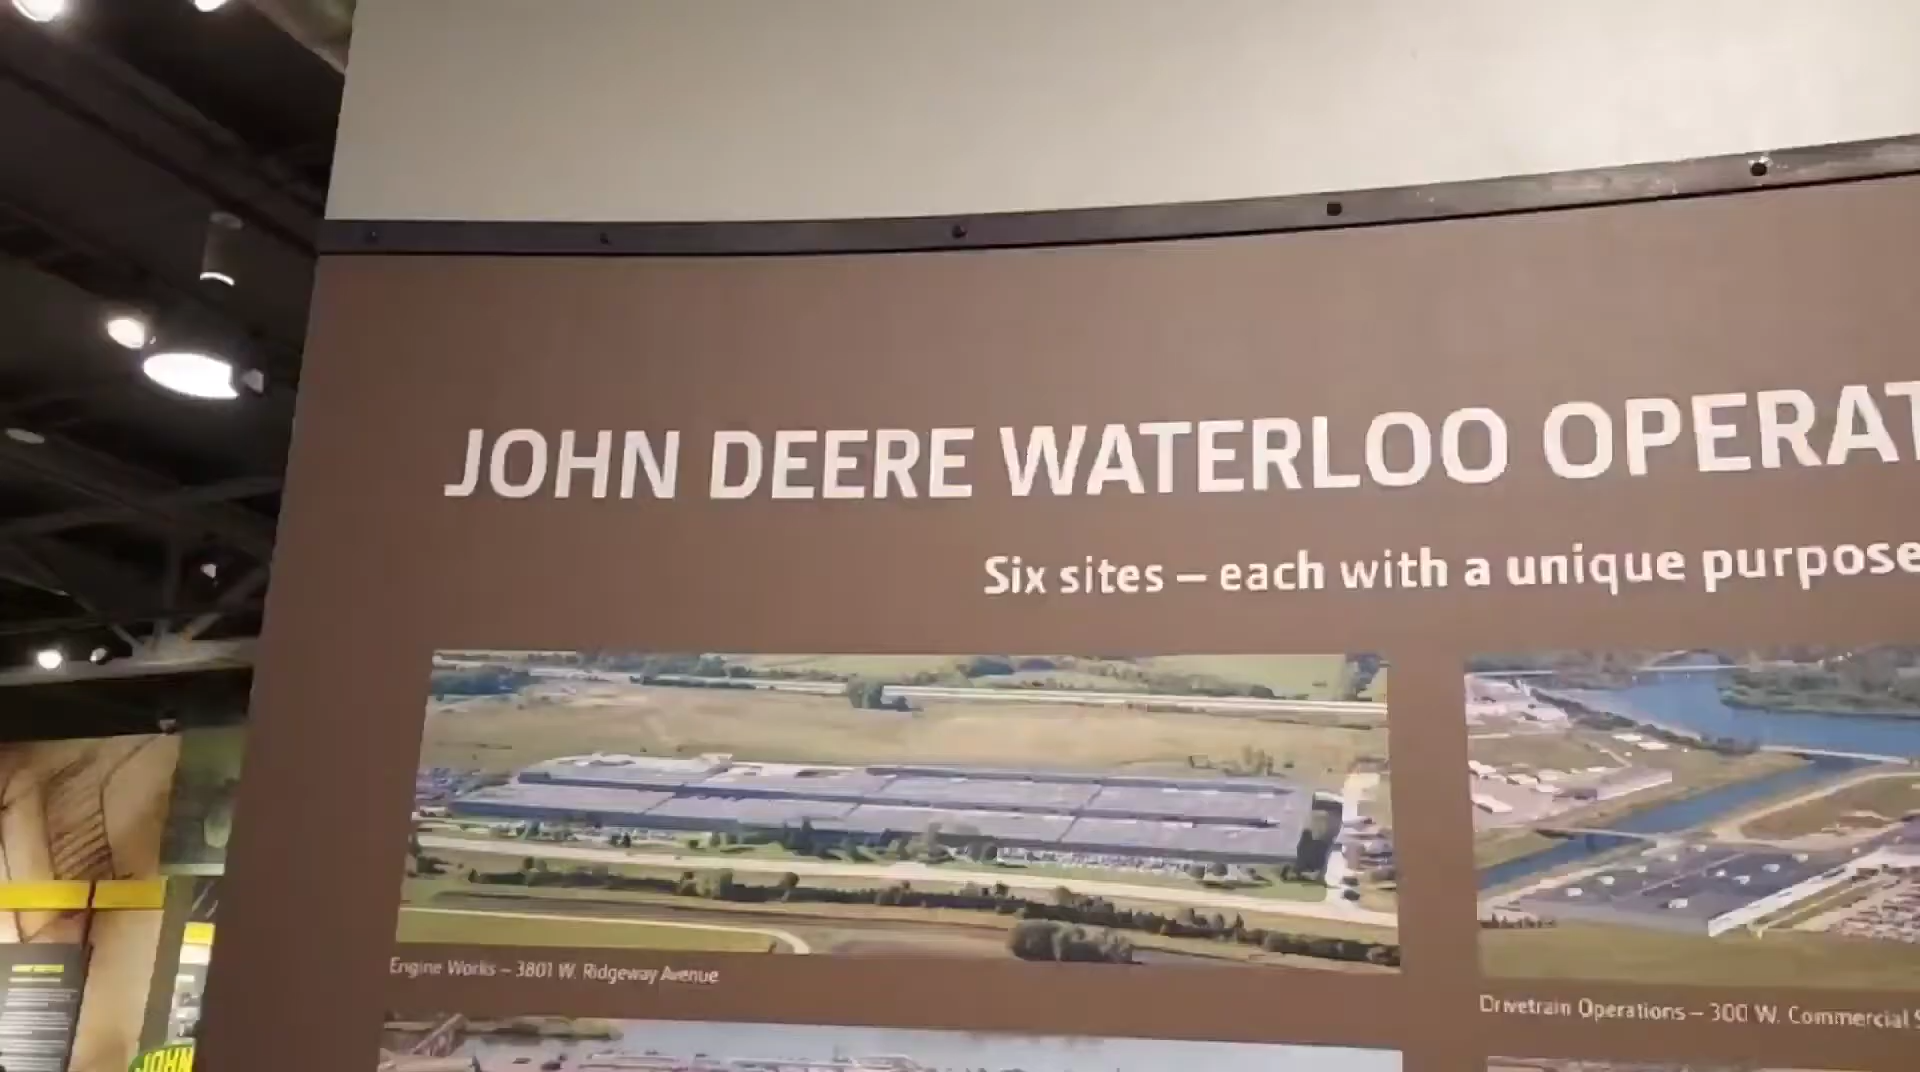 JOHN DEERE WATERLOO OPERAT
Six sites – each with a unique purpose
Engine Works – 3801 W. Ridgeway Avenue
Drivetrain Operations – 300 W. Commercial S
JOHN